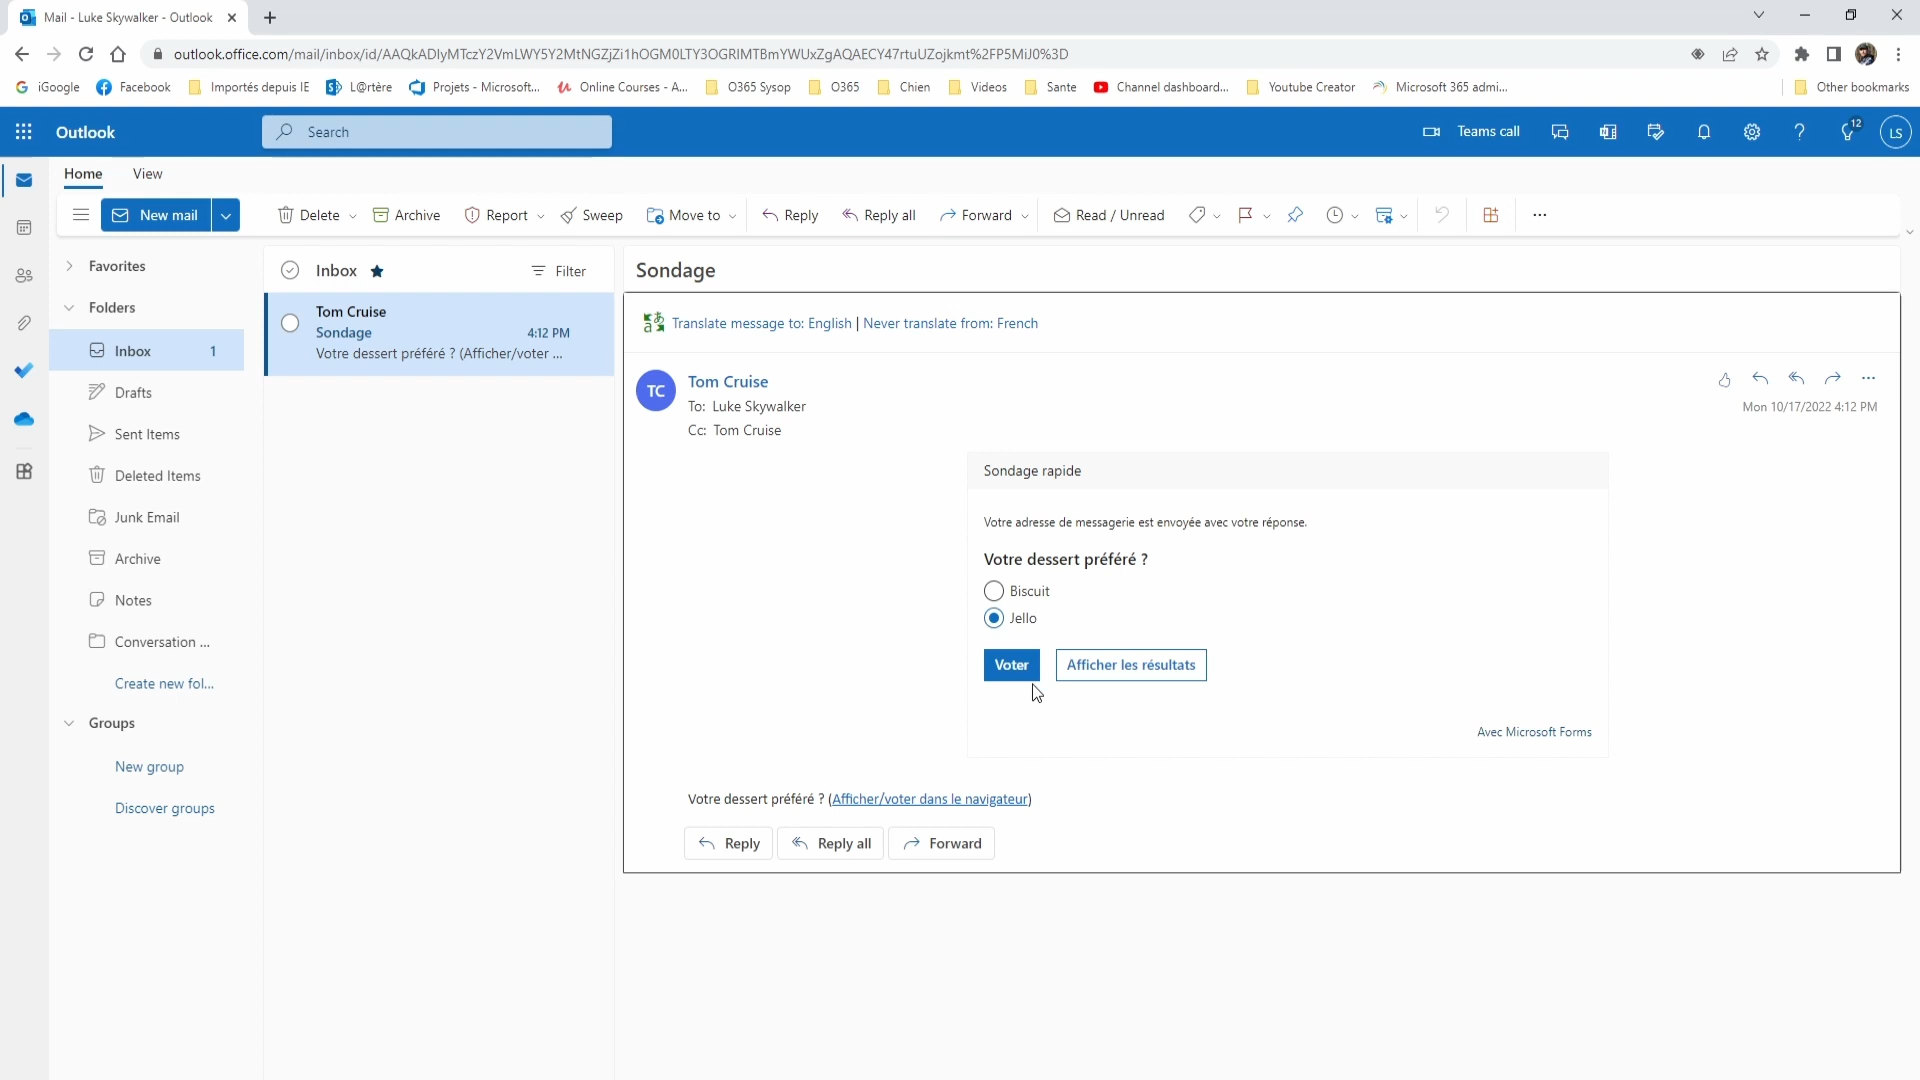 Mail - Luke Skywalker - Outlook
outlook.office.com/mail/inbox/id/AAQkADIyMTczY2VmLWY5Y2MtNGZjZi1hOGM0LTY3OGRlMTBmYWUxZgAQAECY47rtuUZojkmt%2FP5MiJ0%3D
iGoogle
Facebook
Importés depuis IE
L@rtère
Projets - Microsoft...
Online Courses - A...
O365 Sysop
O365
Chien
Videos
Sante
Channel dashboard...
Youtube Creator
Microsoft 365 admi...
Other bookmarks
Outlook
Search
Teams call
12
LS
Home
View
New mail
Delete
Archive
Report
Sweep
Move to
Reply
Reply all
Forward
Read / Unread
Favorites
Folders
Inbox 1
Drafts
Sent Items
Deleted Items
Junk Email
Archive
Notes
Conversation ...
Create new fol...
Groups
New group
Discover groups
Inbox
Filter
Tom Cruise
Sondage 4:12 PM
Votre dessert préféré ? (Afficher/voter ...
Sondage
Translate message to: English | Never translate from: French
TC
Tom Cruise
To: Luke Skywalker
Cc: Tom Cruise
Mon 10/17/2022 4:12 PM
Sondage rapide
Votre adresse de messagerie est envoyée avec votre réponse.
Votre dessert préféré ?
Biscuit
Jello
Voter
Afficher les résultats
Avec Microsoft Forms
Votre dessert préféré ? (Afficher/voter dans le navigateur)
Reply
Reply all
Forward